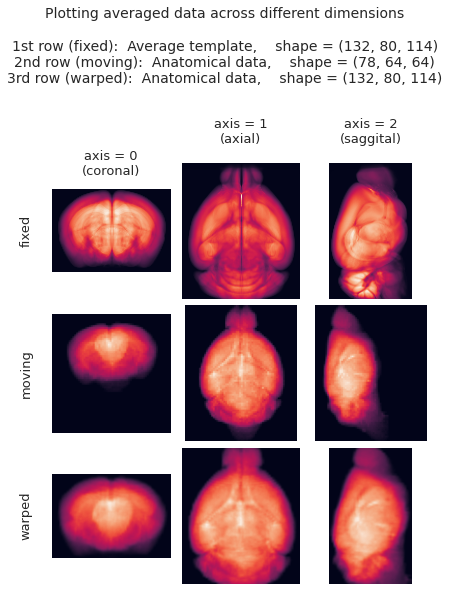 Plotting averaged data across different dimensions
1st row (fixed):  Average template,    shape = (132, 80, 114)
2nd row (moving):  Anatomical data,    shape = (78, 64, 64)
3rd row (warped):  Anatomical data,    shape = (132, 80, 114)
axis = 0
(coronal)
axis = 1
(axial)
axis = 2
(saggital)
fixed
moving
warped